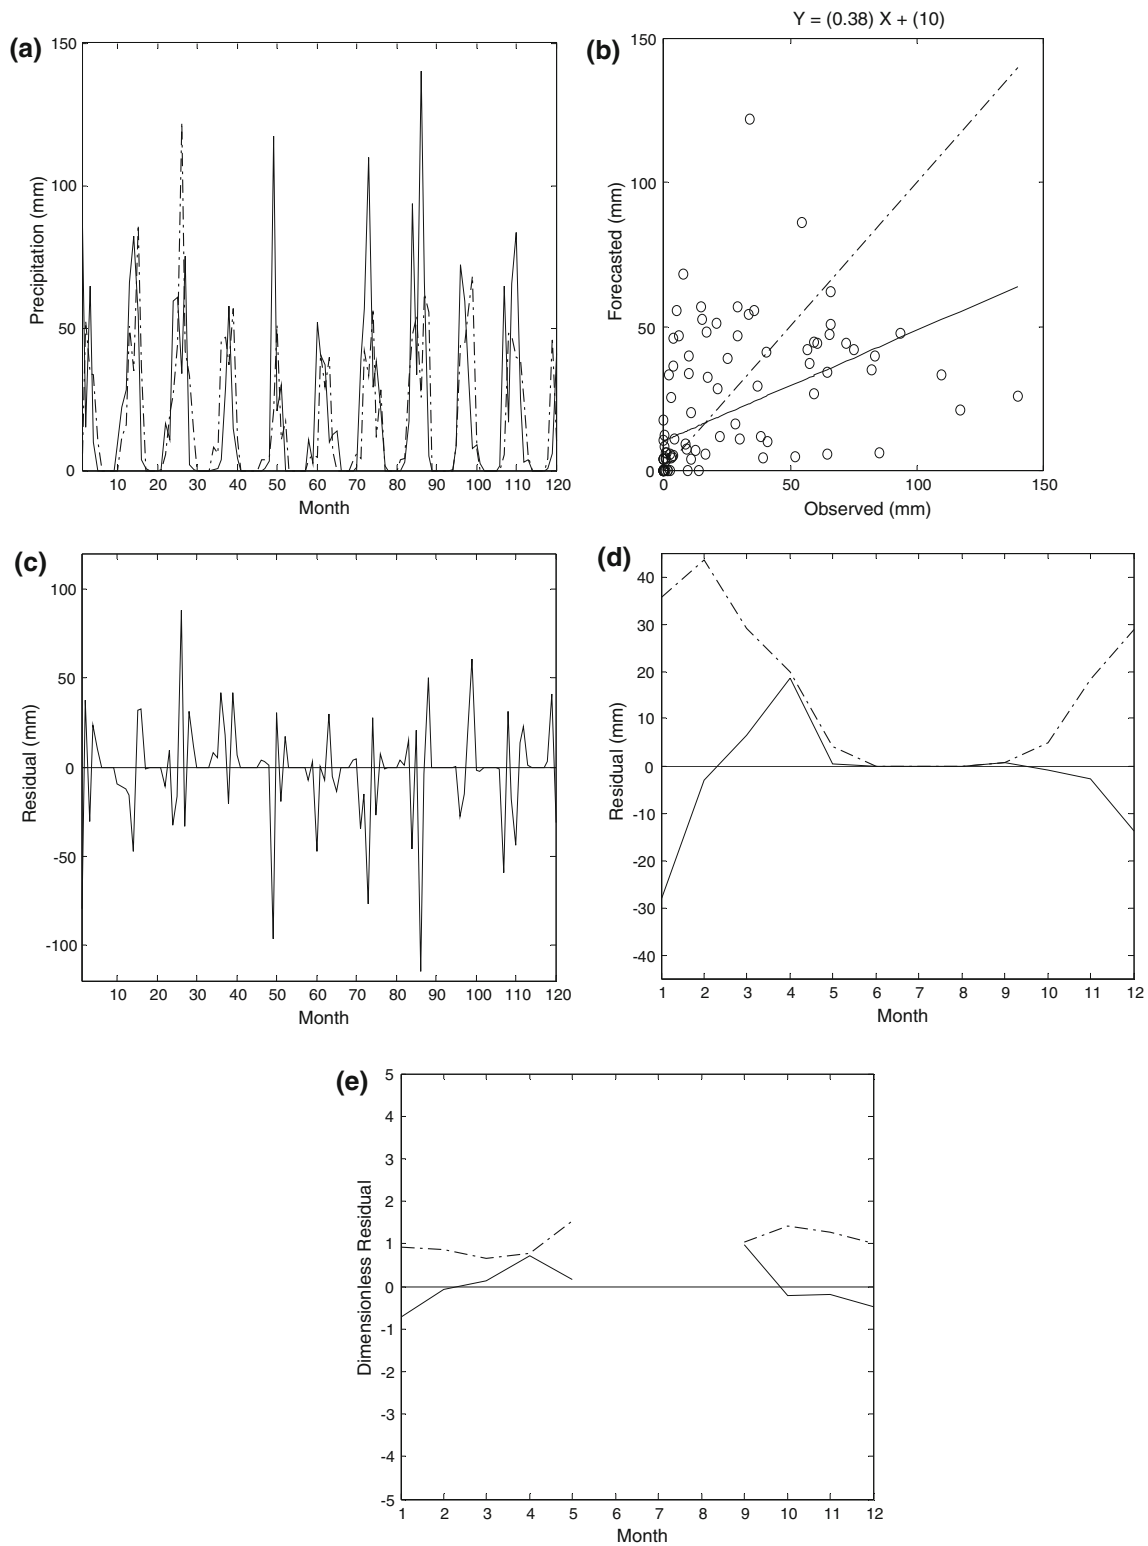 (a)
150
100
50
0
Precipitation (mm)
10 20 30 40 50 60 70 80 90 100 110 120
Month
Y = (0.38) X + (10)
(b)
150
100
50
0
Forecasted (mm)
0 50 100 150
Observed (mm)
(c)
100
50
0
-50
-100
Residual (mm)
10 20 30 40 50 60 70 80 90 100 110 120
Month
(d)
40
30
20
10
0
-10
-20
-30
-40
Residual (mm)
1 2 3 4 5 6 7 8 9 10 11 12
Month
(e)
5
4
3
2
1
0
-1
-2
-3
-4
-5
Dimensionless Residual
1 2 3 4 5 6 7 8 9 10 11 12
Month